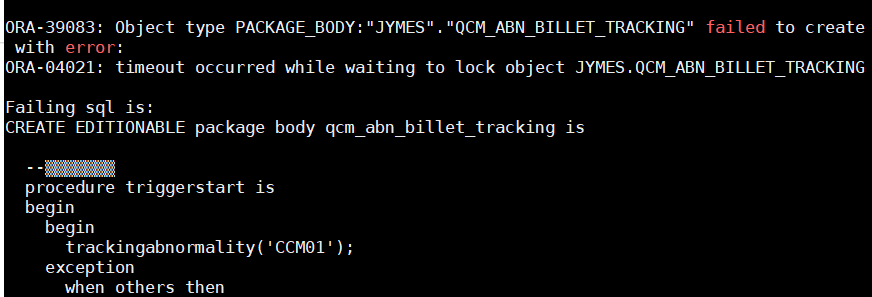 ORA-39083: Object type PACKAGE_BODY:"JYMES"."QCM_ABN_BILLET_TRACKING" failed to create
with error:
ORA-04021: timeout occurred while waiting to lock object JYMES.QCM_ABN_BILLET_TRACKING
Failing sql is:
CREATE EDITIONABLE package body qcm_abn_billet_tracking is
--▒▒▒▒▒▒▒
procedure triggerstart is
begin
begin
trackingabnormality('CCM01');
exception
when others then